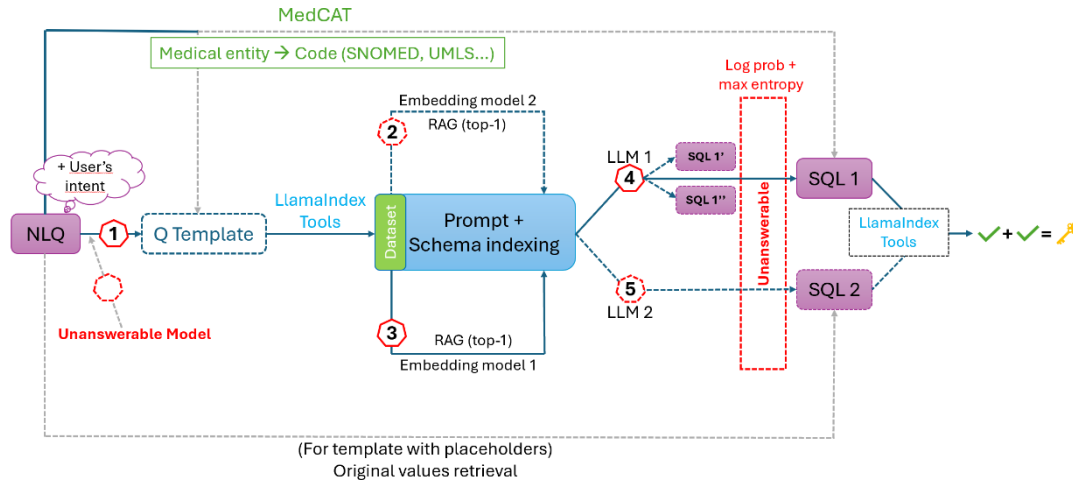 MedCAT
Medical entity → Code (SNOMED, UMLS...)
Log prob +
max entropy
Embedding model 2
RAG (top-1)
2
+ User's
intent
LLM 1
4
SQL 1'
SQL 1''
SQL 1
NLQ
1
Q Template
LlamaIndex
Tools
Dataset
Prompt +
Schema indexing
Unanswerable
LlamaIndex
Tools
+ =
5
LLM 2
SQL 2
Unanswerable Model
3
RAG (top-1)
Embedding model 1
(For template with placeholders)
Original values retrieval